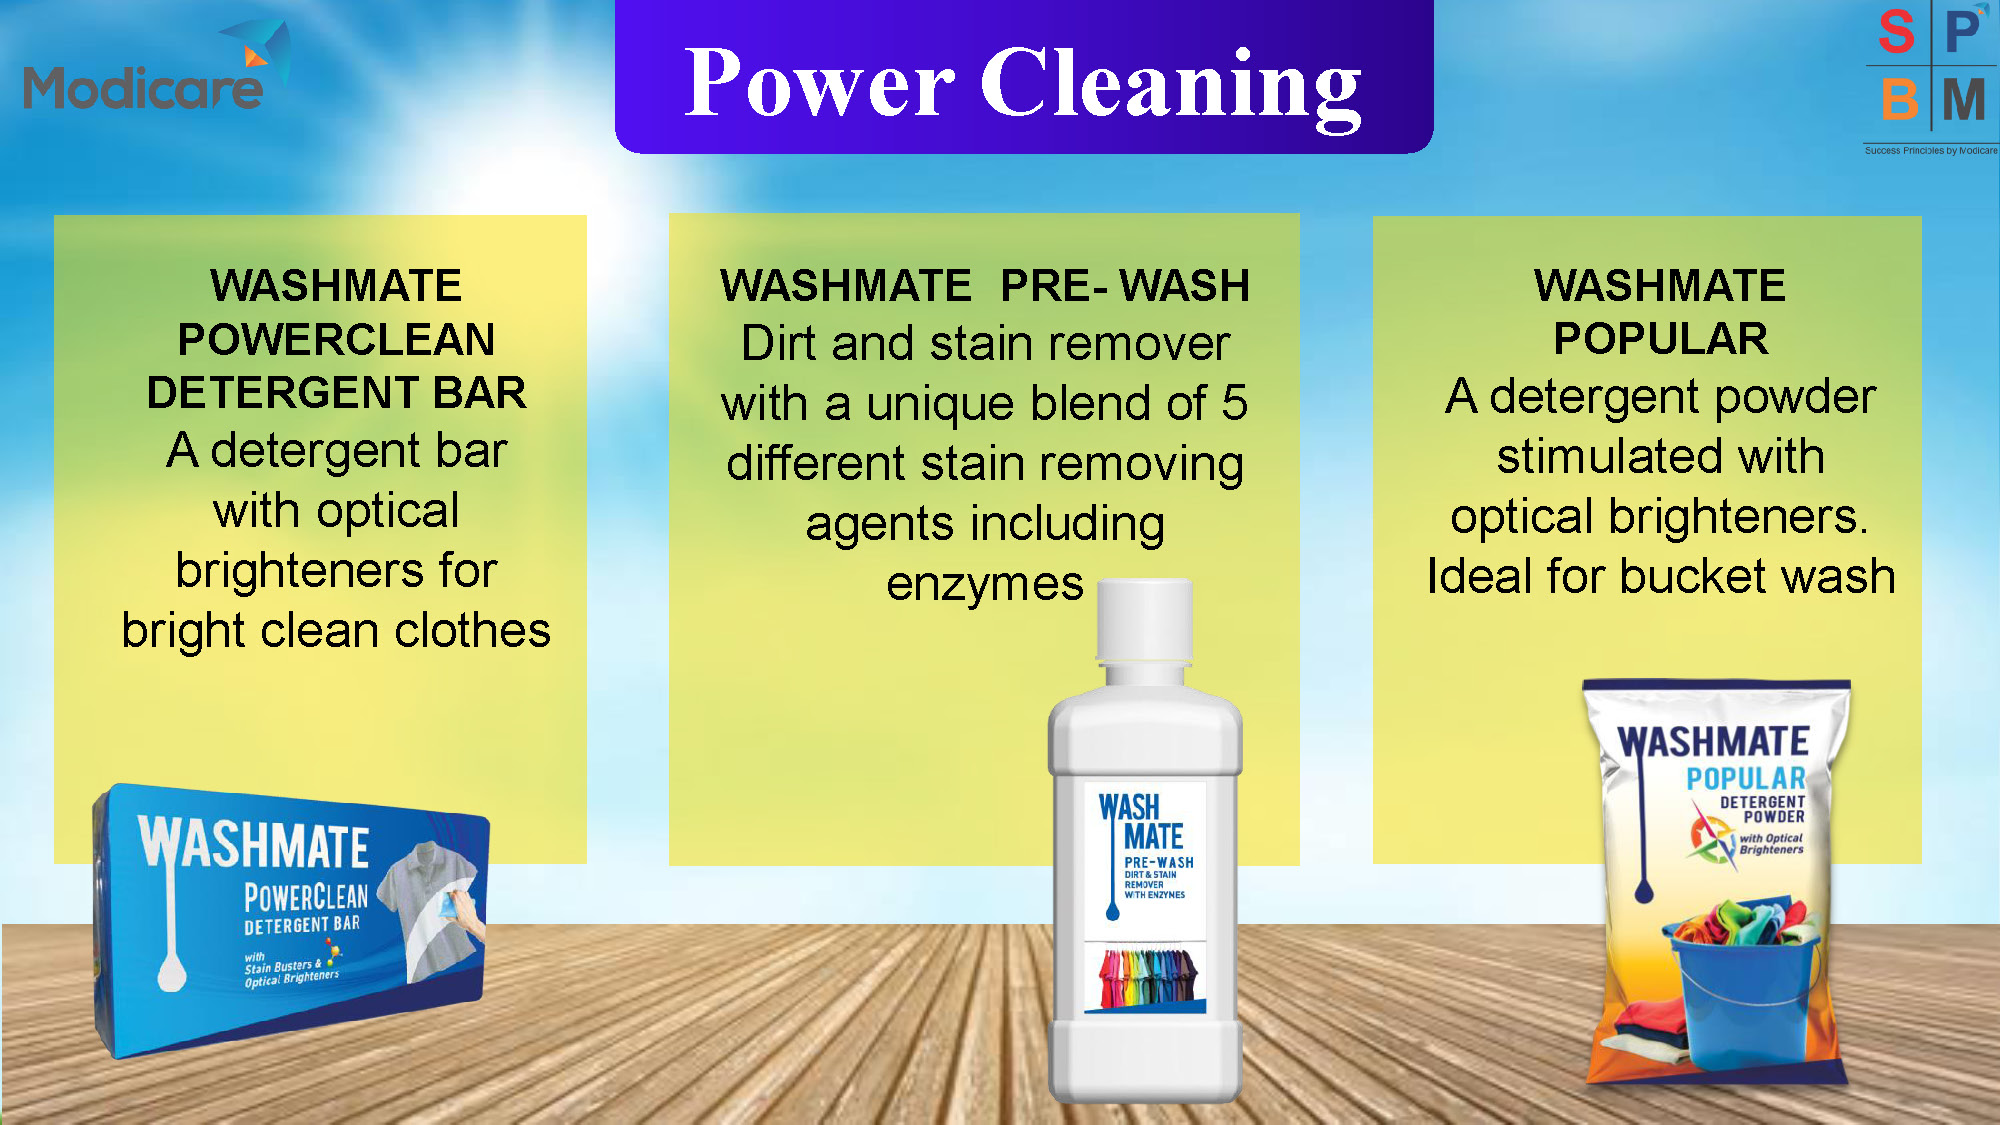 Modicare
Power Cleaning
S P
B M
Success Principles by Modicare
WASHMATE
POWERCLEAN
DETERGENT BAR
A detergent bar
with optical
brighteners for
bright clean clothes
WASHMATE PRE- WASH
Dirt and stain remover
with a unique blend of 5
different stain removing
agents including
enzymes
WASHMATE
POPULAR
A detergent powder
stimulated with
optical brighteners.
Ideal for bucket wash
WASHMATE
POWERCLEAN
DETERGENT BAR
with
Stain Busters &
Optical Brighteners
WASH
MATE
PRE-WASH
DIRT & STAIN
REMOVER
WITH ENZYMES
WASHMATE
POPULAR
DETERGENT
POWDER
with Optical
Brighteners